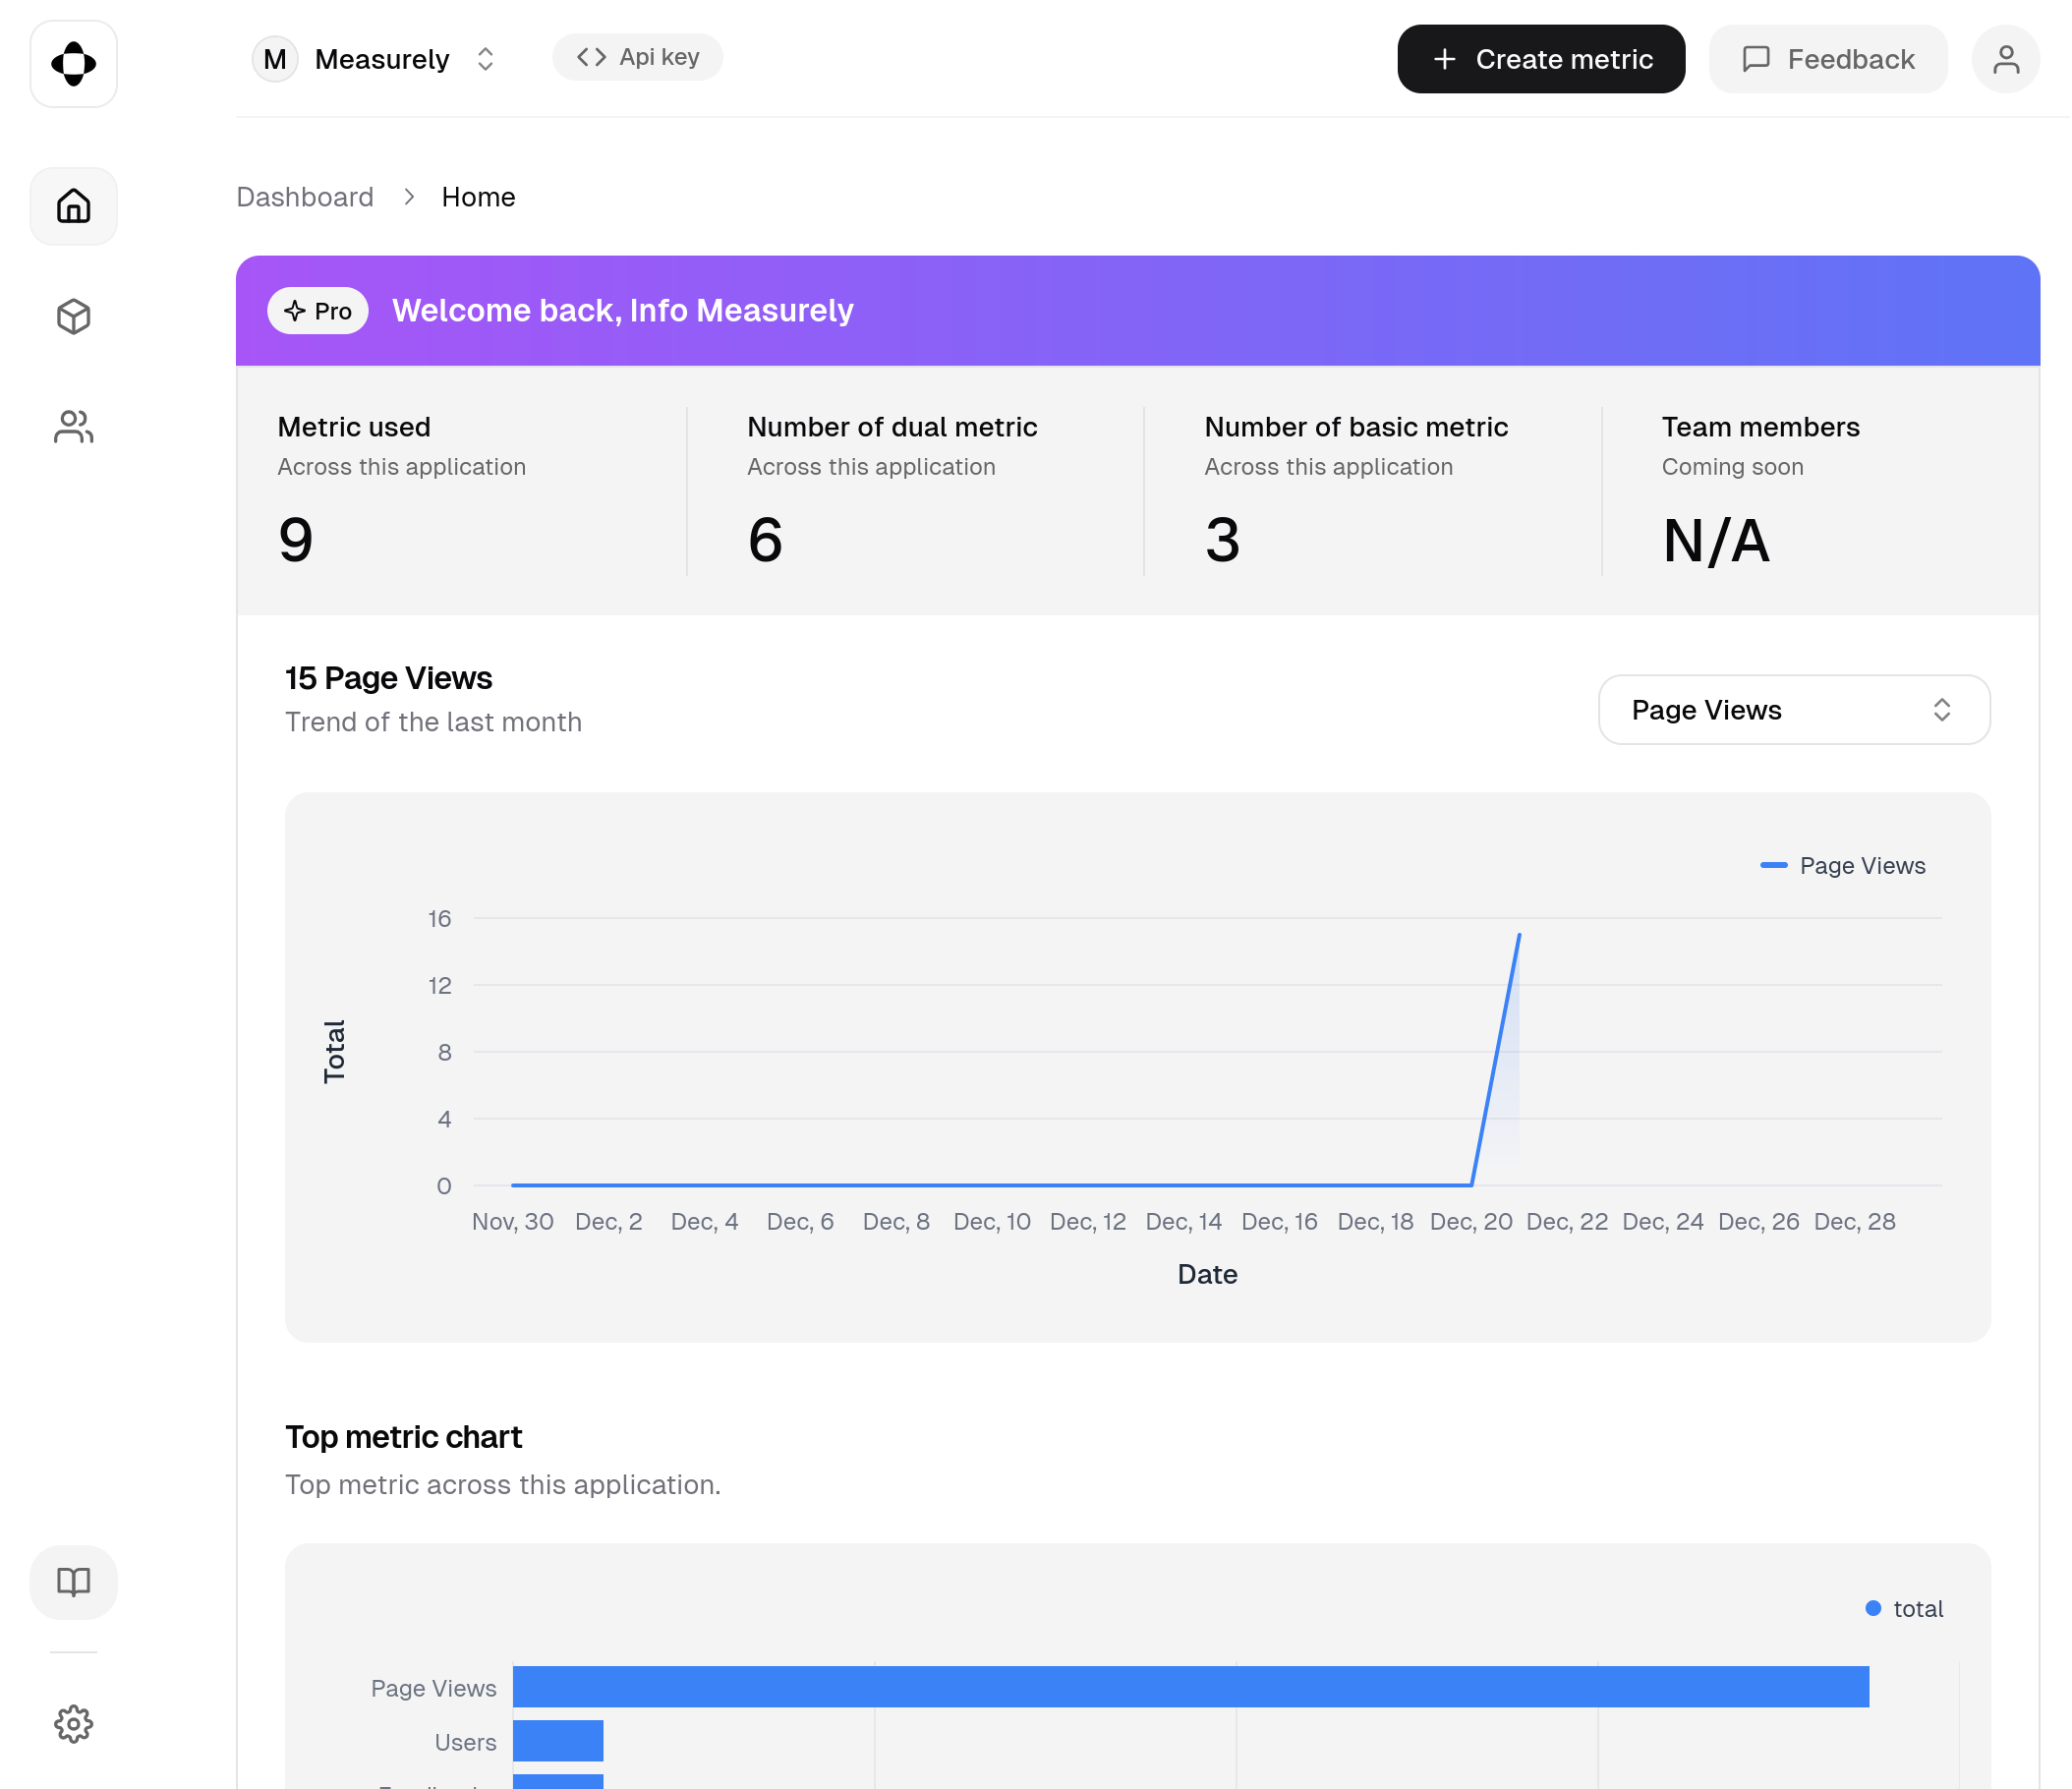 M Measurely Api key Create metric Feedback
Dashboard Home
Pro Welcome back, Info Measurely
Metric used
Across this application
9
Number of dual metric
Across this application
6
Number of basic metric
Across this application
3
Team members
Coming soon
N/A
15 Page Views
Trend of the last month
Page Views
Page Views
16
12
8
4
0
Total
Nov, 30 Dec, 2 Dec, 4 Dec, 6 Dec, 8 Dec, 10 Dec, 12 Dec, 14 Dec, 16 Dec, 18 Dec, 20 Dec, 22 Dec, 24 Dec, 26 Dec, 28
Date
Top metric chart
Top metric across this application.
total
Page Views
Users